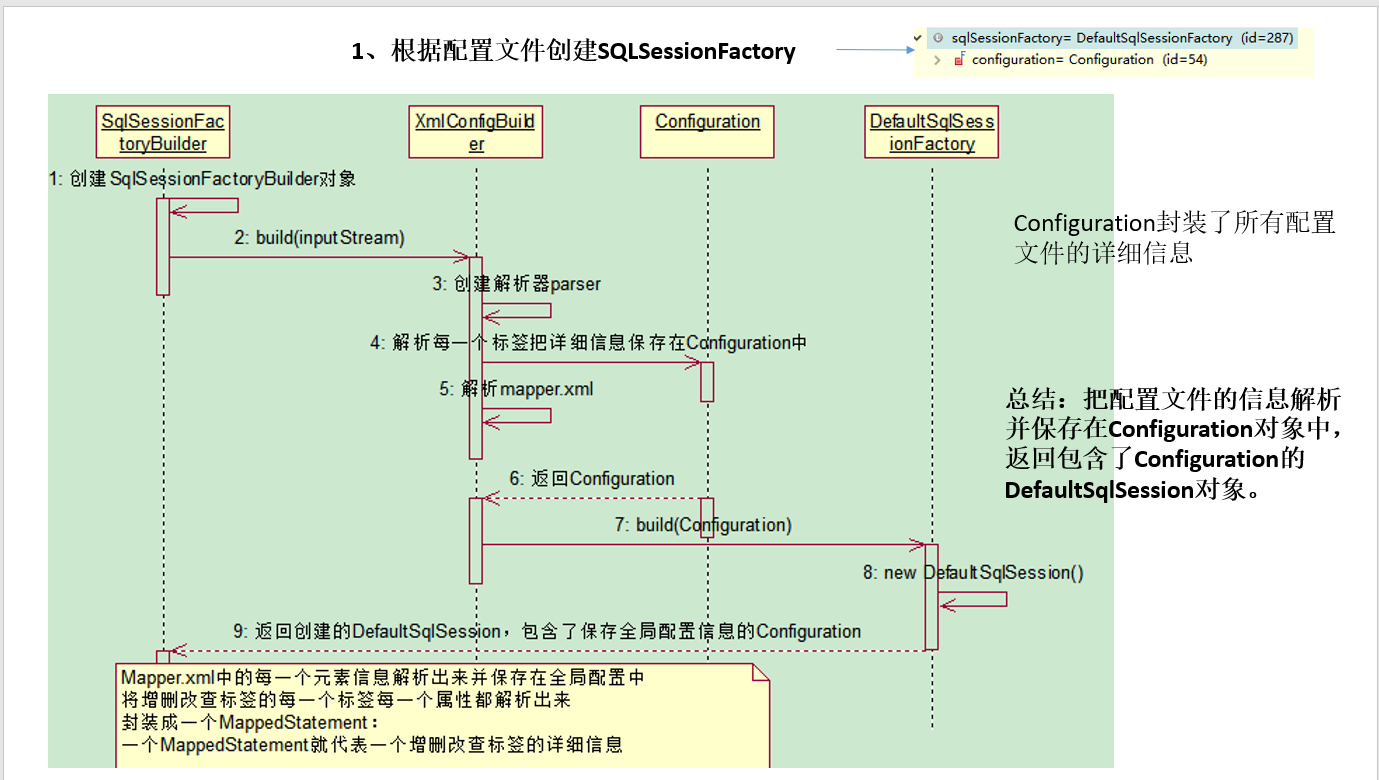 1、根据配置文件创建SQLSessionFactory
sqlSessionFactory= DefaultSqlSessionFactory (id=287)
configuration= Configuration (id=54)
SqlSessionFac
toryBuilder
XmlConfigBuild
er
Configuration
DefaultSqlSess
ionFactory
1: 创建SqlSessionFactoryBuilder对象
2: build(inputStream)
3: 创建解析器parser
4: 解析每一个标签把详细信息保存在Configuration中
5: 解析mapper.xml
6: 返回Configuration
7: build(Configuration)
8: new DefaultSqlSession()
9: 返回创建的DefaultSqlSession，包含了保存全局配置信息的Configuration
Mapper.xml中的每一个元素信息解析出来并保存在全局配置中
将增删改查标签的每一个标签每一个属性都解析出来
封装成一个MappedStatement：
一个MappedStatement就代表一个增删改查标签的详细信息
Configuration封装了所有配置
文件的详细信息
总结：把配置文件的信息解析
并保存在Configuration对象中，
返回包含了Configuration的
DefaultSqlSession对象。